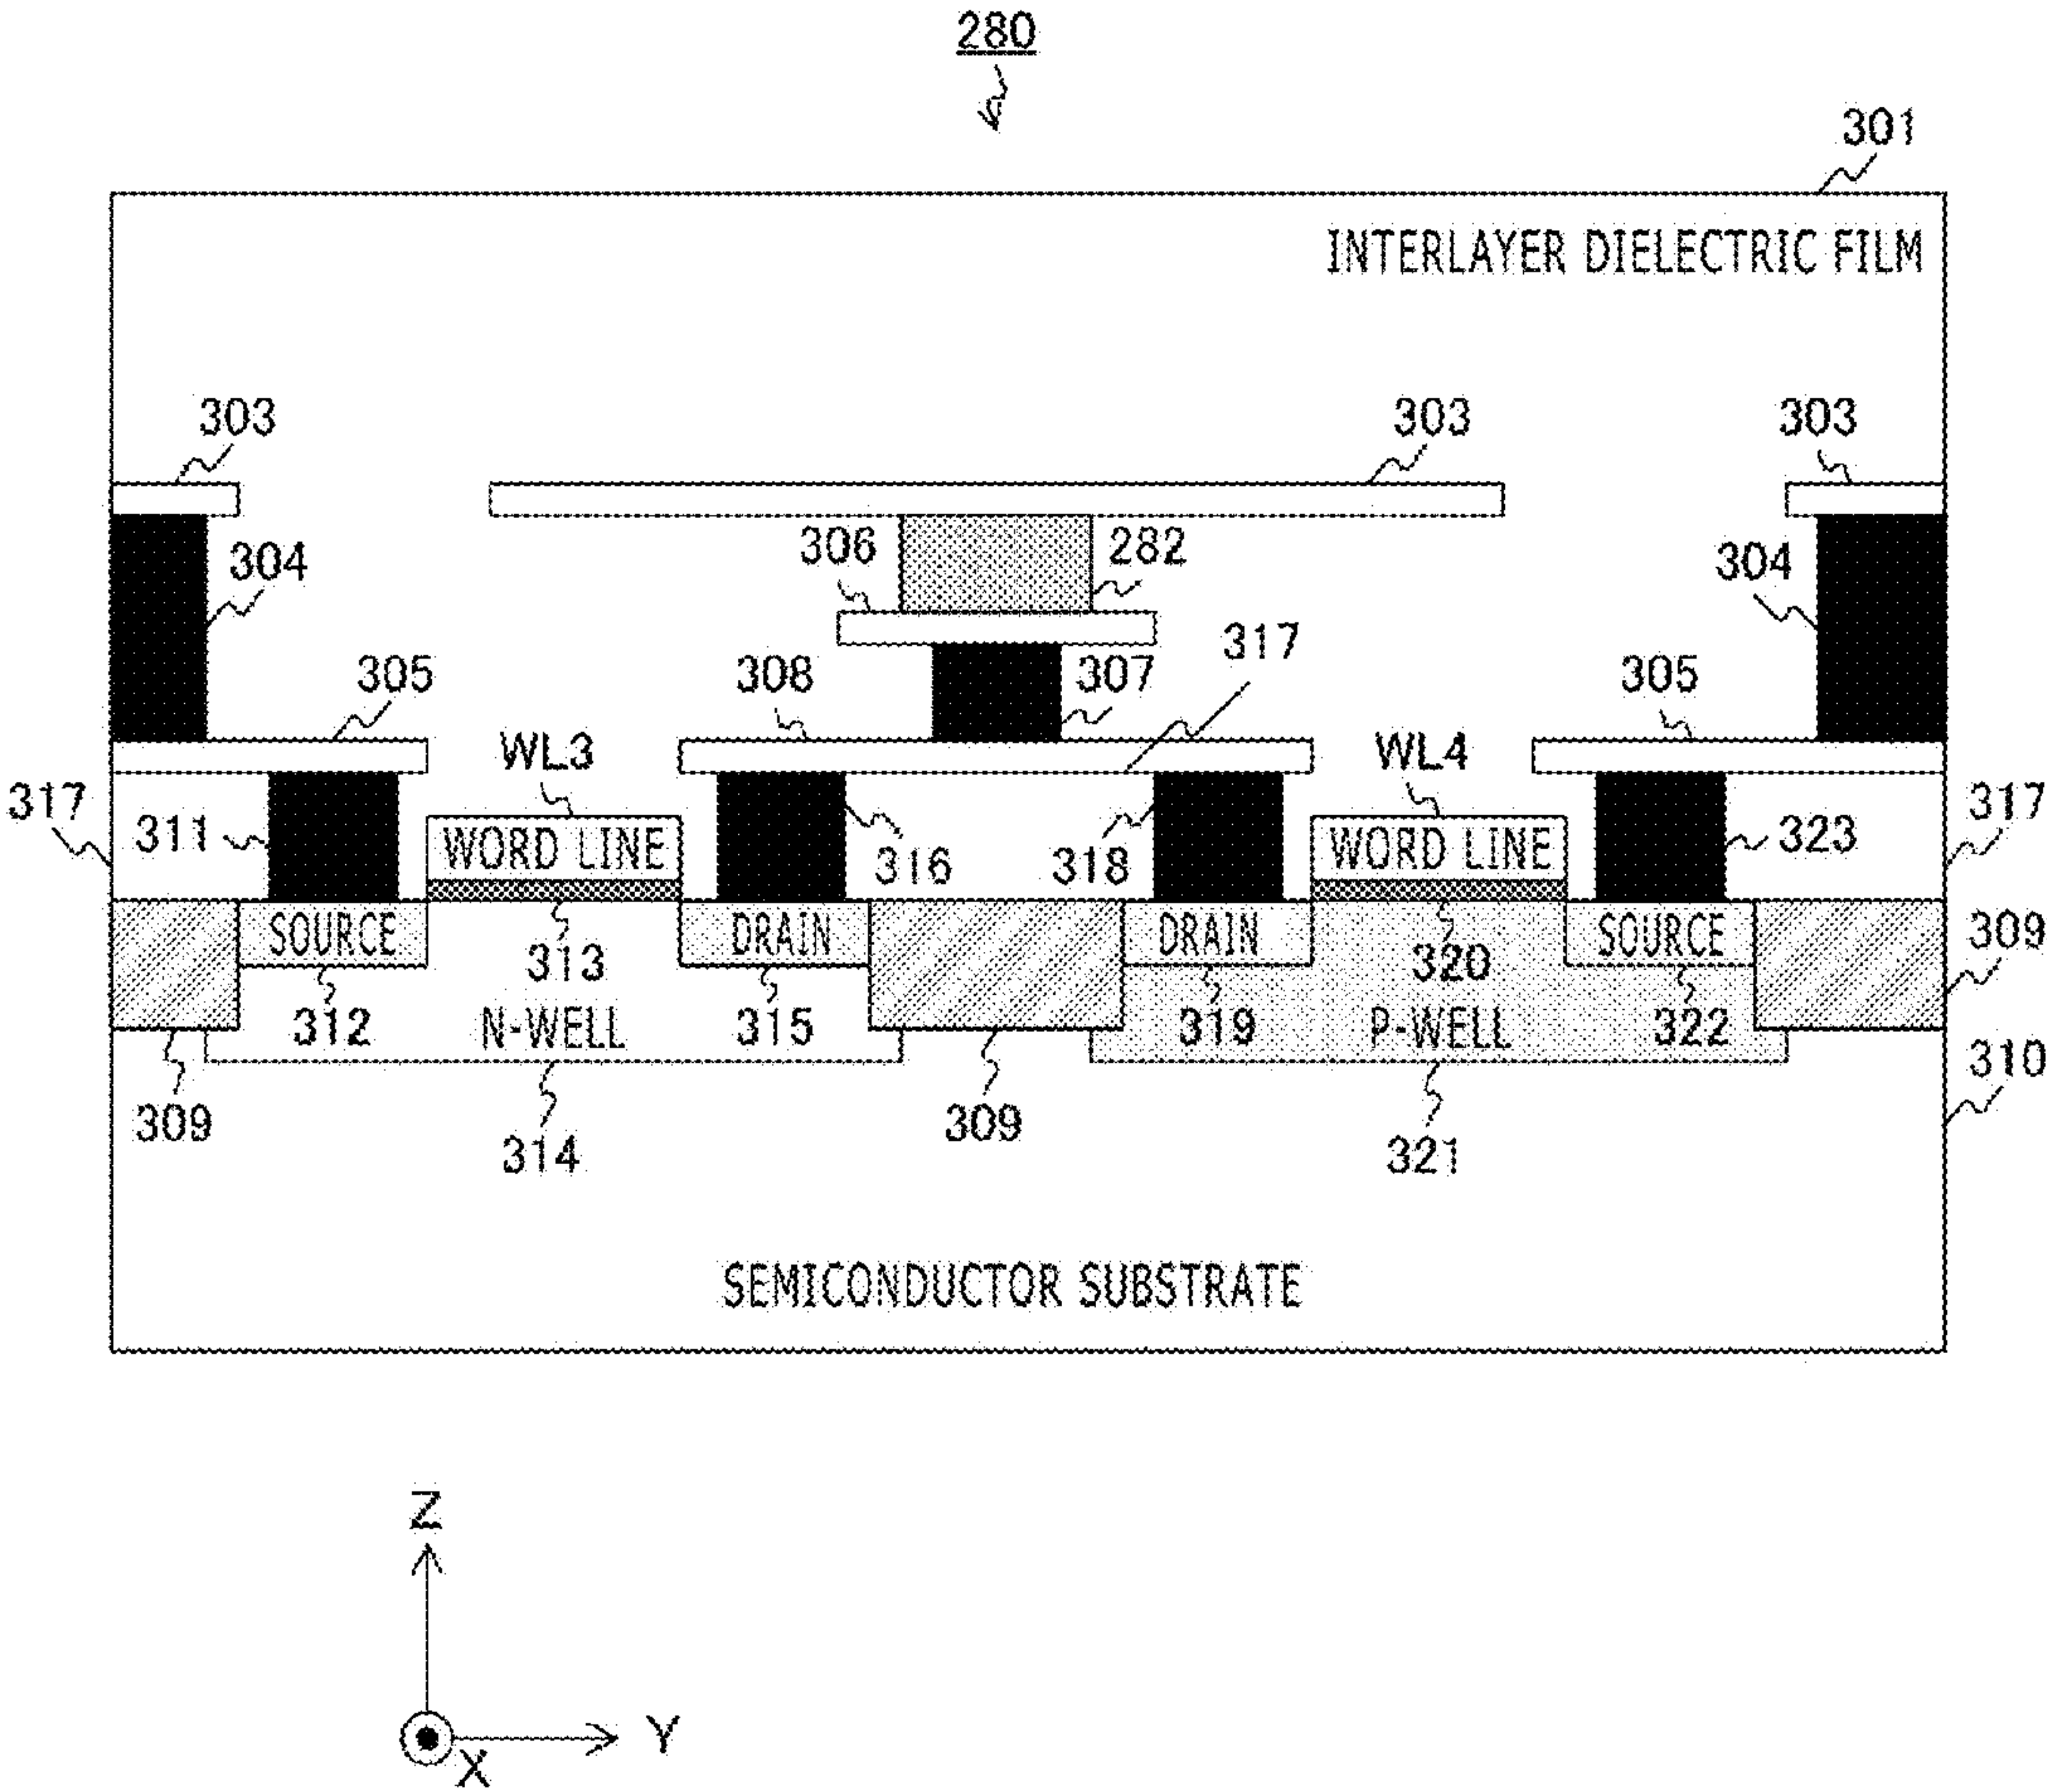 280
301
INTERLAYER DIELECTRIC FILM
303 303 303
306 282
304 304
305 308 307 317 305
WL3 WL4
317 311 WORD LINE 316 318 WORD LINE 323 317
SOURCE DRAIN DRAIN SOURCE 309
313 320
312 N-WELL 315 319 P-WELL 322
310
309 309
314 321
SEMICONDUCTOR SUBSTRATE
Z
Y
X